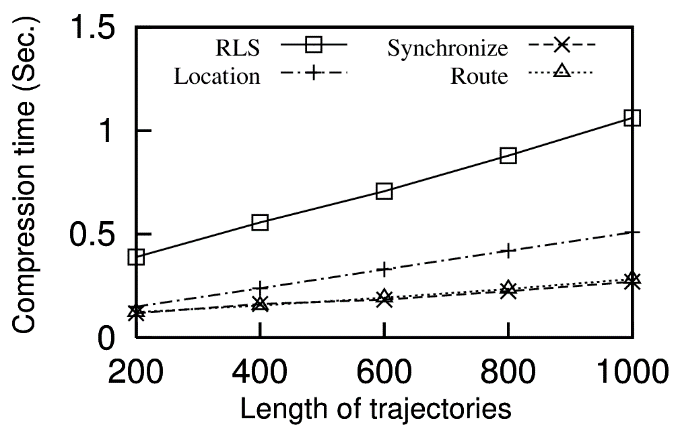 1.5
RLS
Synchronize
Location
Route
Compression time (Sec.)
1
0.5
0
200 400 600 800 1000
Length of trajectories